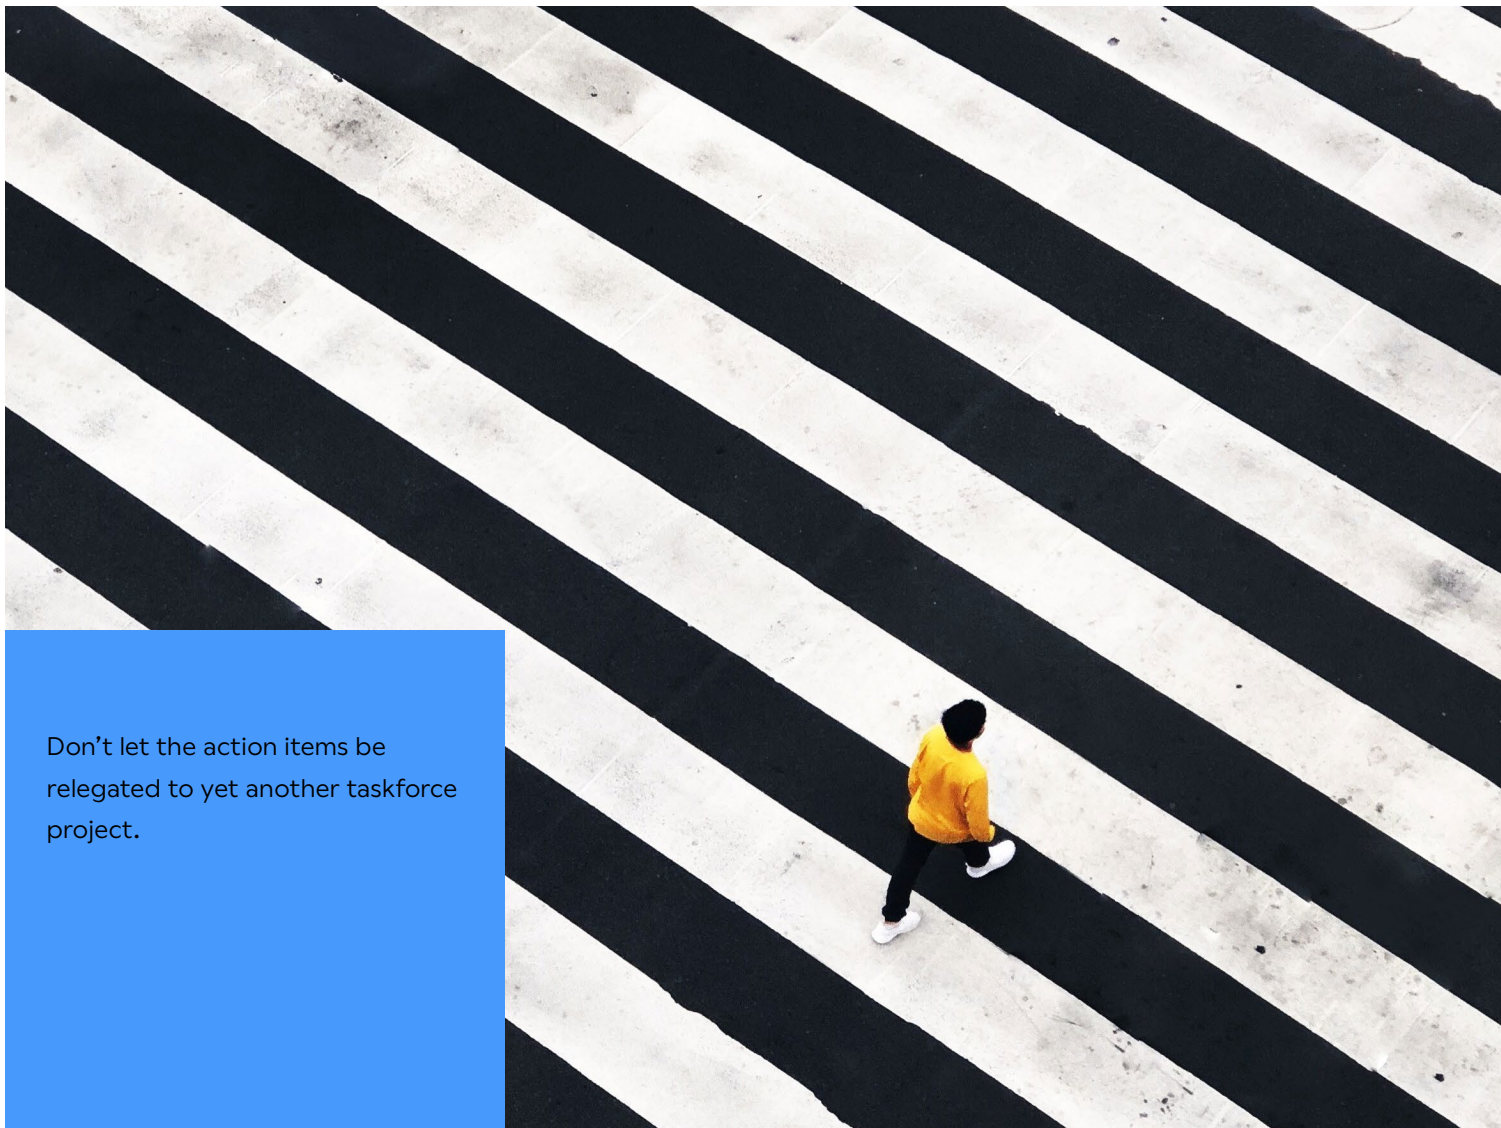 Don’t let the action items be
relegated to yet another taskforce
project.